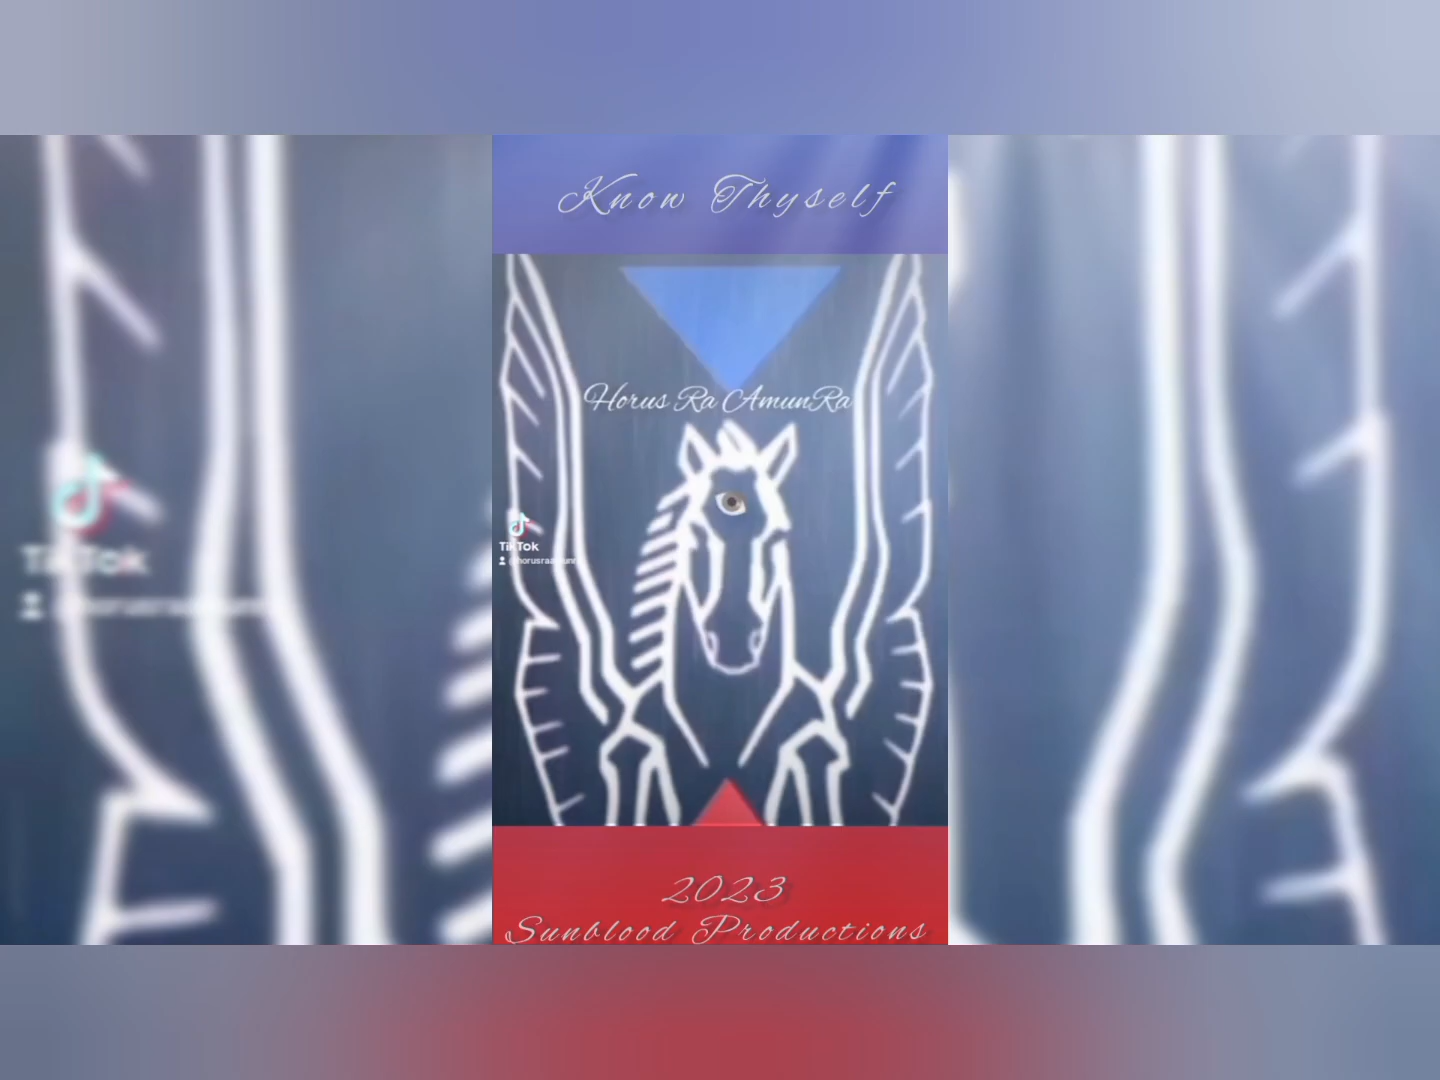 Know Thyself
Horus Ra AmunRa
TikTok
2023
Sunblood Productions